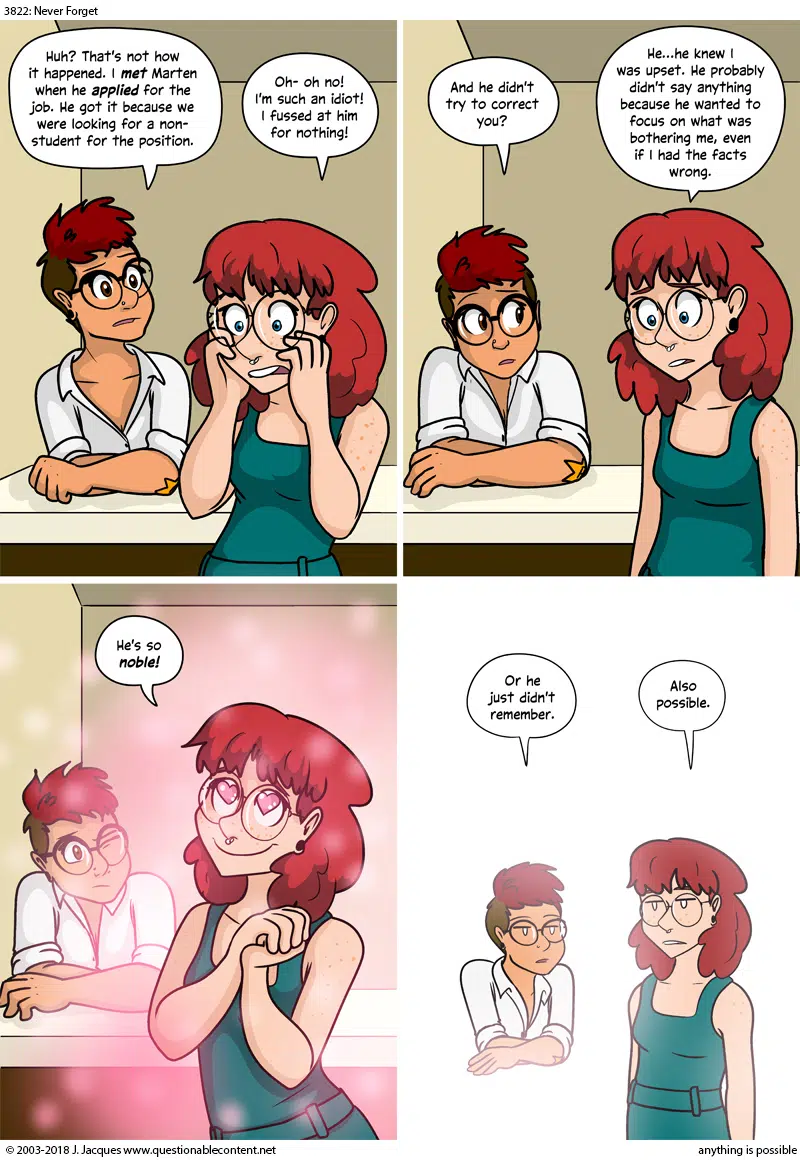 3822: Never Forget
Huh? That's not how
it happened. I met Marten
when he applied for the
job. He got it because we
were looking for a non-
student for the position.
Oh- oh no!
I'm such an idiot!
I fussed at him
for nothing!
And he didn't
try to correct
you?
He...he knew I
was upset. He probably
didn't say anything
because he wanted to
focus on what was
bothering me, even
if I had the facts
wrong.
He's so
noble!
Or he
just didn't
remember.
Also
possible.
© 2003-2018 J. Jacques www.questionablecontent.net
anything is possible